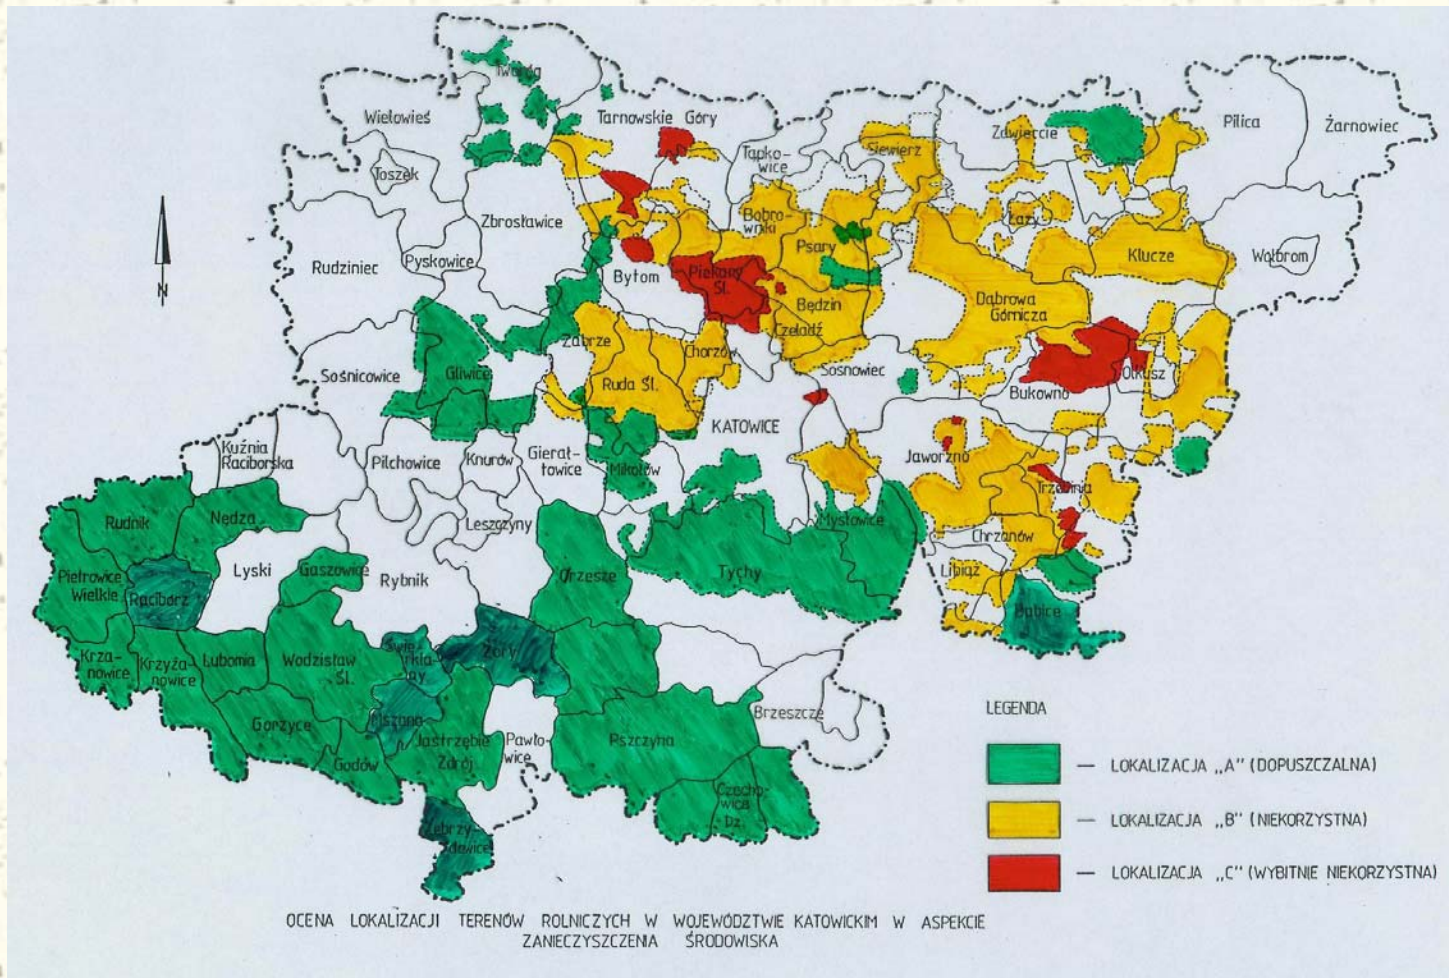 Tworóg
Wielowieś
Tarnowskie Góry
Zawiercie
Pilica
Żarnowiec
Siewierz
Tąpko-
wice
Toszek
Zbrosławice
Bobro-
wniki
Łazy
Psary
Klucze
Wolbrom
Rudziniec
Pyskowice
Bytom
Piekary
Śl.
Dąbrowa
Górnicza
Będzin
Czeladź
Zabrze
Chorzów
Sośnicowice
Gliwice
Ruda Śl.
Sosnowiec
Olkusz
Bukowno
KATOWICE
Kuźnia
Raciborska
Pilchowice
Knurów
Gierał-
towice
Mikołów
Jaworzno
Trzebinia
Rudnik
Nędza
Leszczyny
Mysłowice
Chrzanów
Pietrowice
Wielkie
Racibórz
Lyski
Gaszowice
Rybnik
Orzesze
Tychy
Libiąż
Babice
Krza-
nowice
Krzyża-
nowice
Lubomia
Wodzisław
Śl.
Świe-
rkla-
ny
Żory
Gorzyce
Mszana
Jastrzębie
Zdrój
Pawło-
wice
Pszczyna
Brzeszcze
Godów
Czecho-
wice
Dz.
Zebrzy-
dowice
N
LEGENDA
— LOKALIZACJA „A" (DOPUSZCZALNA)
— LOKALIZACJA „B" (NIEKORZYSTNA)
— LOKALIZACJA „C" (WYBITNIE NIEKORZYSTNA)
OCENA LOKALIZACJI TERENÓW ROLNICZYCH W WOJEWÓDZTWIE KATOWICKIM W ASPEKCIE
ZANIECZYSZCZENIA ŚRODOWISKA